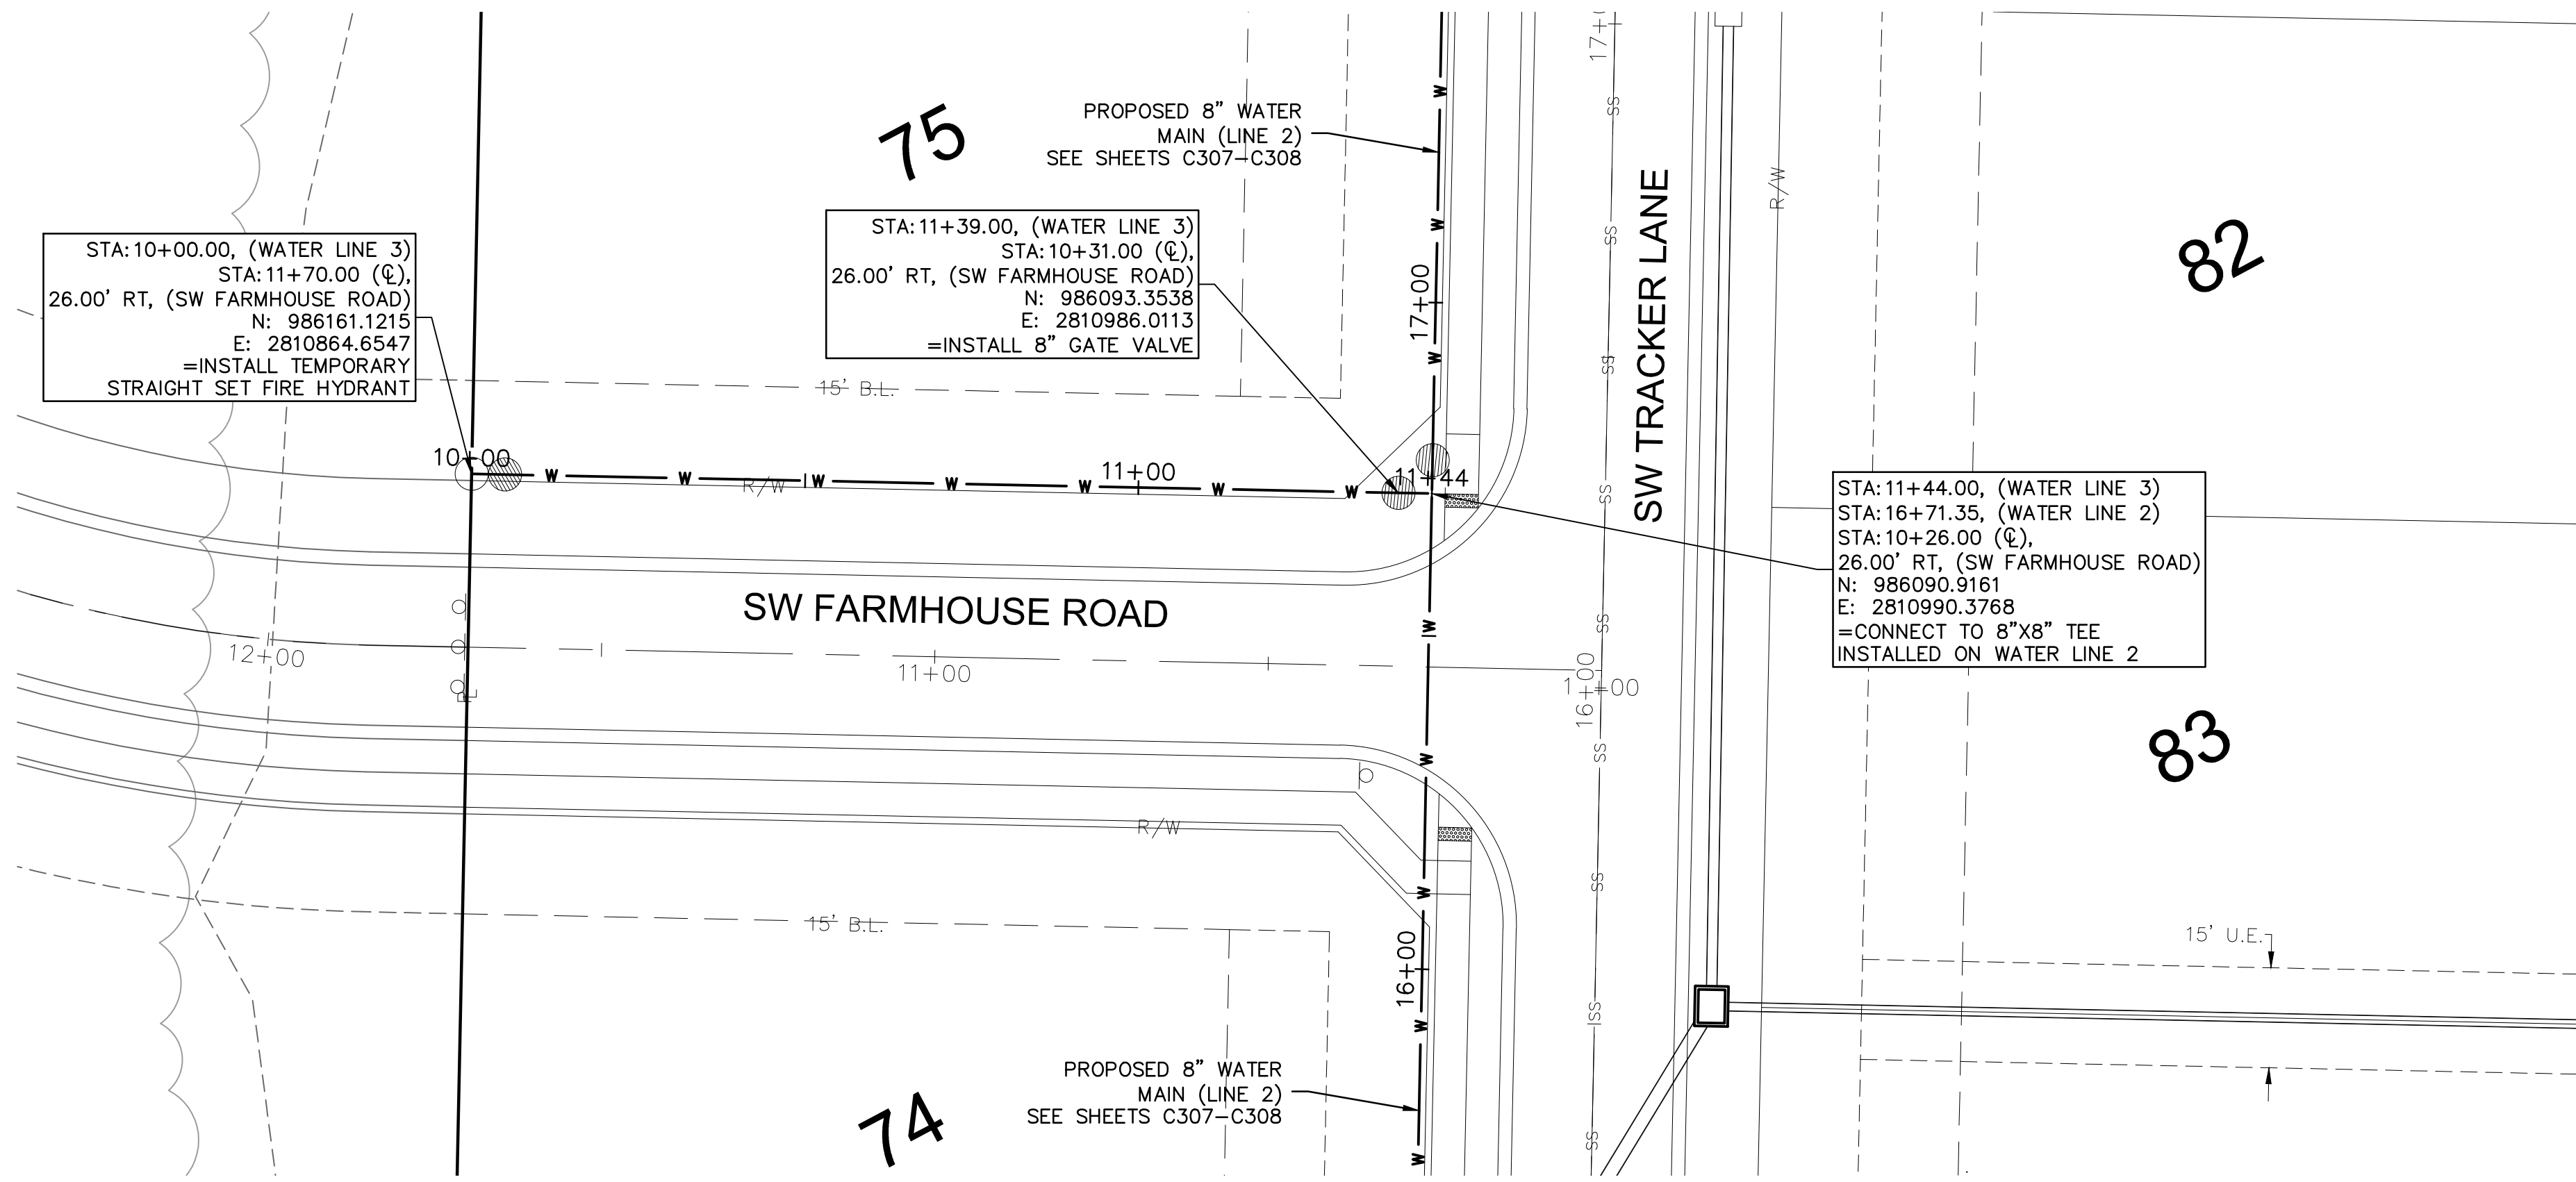 17+0
75
PROPOSED 8" WATER
MAIN (LINE 2)
SEE SHEETS C307-C308
SS
R/W
SW TRACKER LANE
82
STA:10+00.00, (WATER LINE 3)
STA:11+70.00 (℄),
26.00' RT, (SW FARMHOUSE ROAD)
N: 986161.1215
E: 2810864.6547
=INSTALL TEMPORARY
STRAIGHT SET FIRE HYDRANT
STA:11+39.00, (WATER LINE 3)
STA:10+31.00 (℄),
26.00' RT, (SW FARMHOUSE ROAD)
N: 986093.3538
E: 2810986.0113
=INSTALL 8" GATE VALVE
17+00
15' B.L.
10+00
W W W W W W W
R/W
11+00
11+44
STA:11+44.00, (WATER LINE 3)
STA:16+71.35, (WATER LINE 2)
STA:10+26.00 (℄),
26.00' RT, (SW FARMHOUSE ROAD)
N: 986090.9161
E: 2810990.3768
=CONNECT TO 8"X8" TEE
INSTALLED ON WATER LINE 2
SW FARMHOUSE ROAD
12+00
11+00
16+00
1+00
83
R/W
15' B.L.
16+00
15' U.E.
74
PROPOSED 8" WATER
MAIN (LINE 2)
SEE SHEETS C307-C308